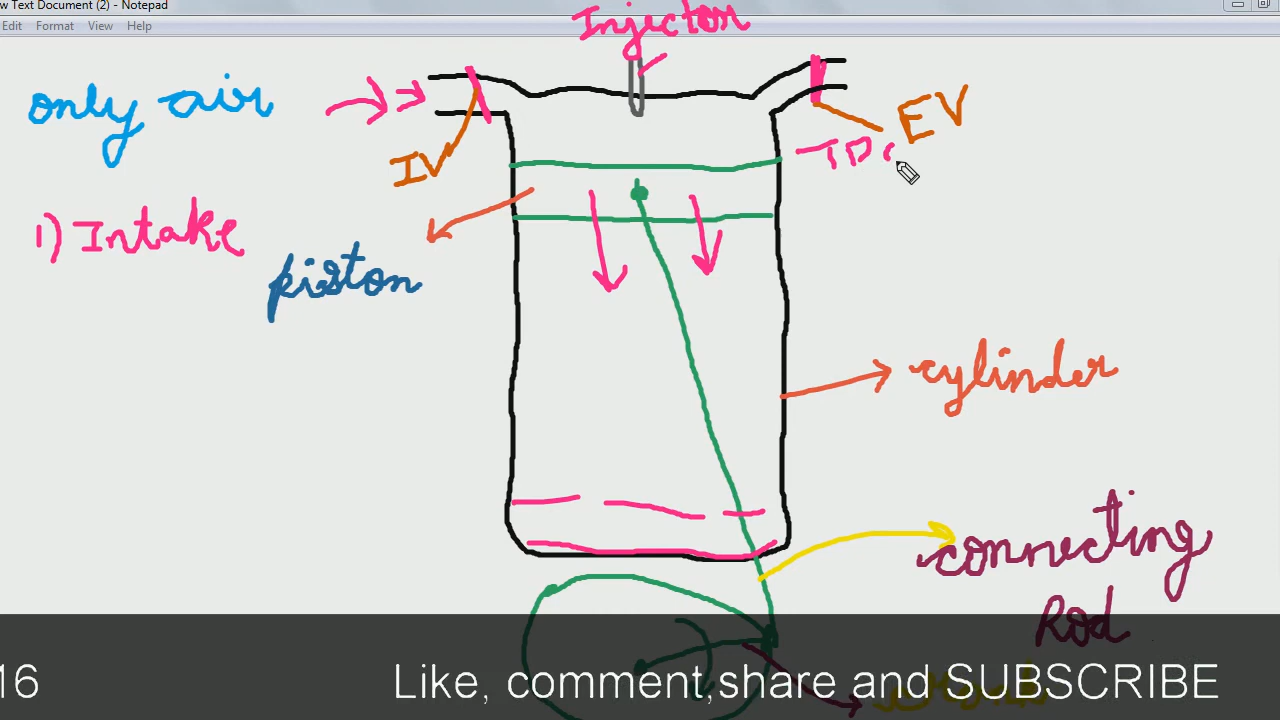 w Text Document (2) - Notepad
Edit Format View Help
Injector
only air
IV
EV
TDC
1) Intake
piston
cylinder
connecting
Rod
16
Like, comment,share and SUBSCRIBE